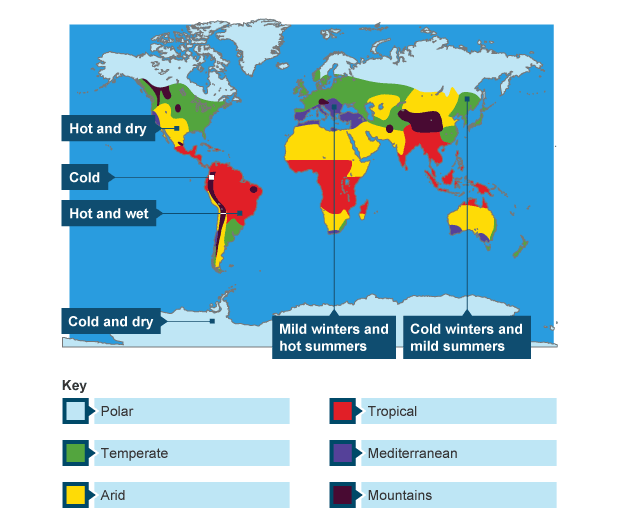 Hot and dry
Cold
Hot and wet
Cold and dry
Mild winters and
hot summers
Cold winters and
mild summers
Key
Polar
Tropical
Temperate
Mediterranean
Arid
Mountains